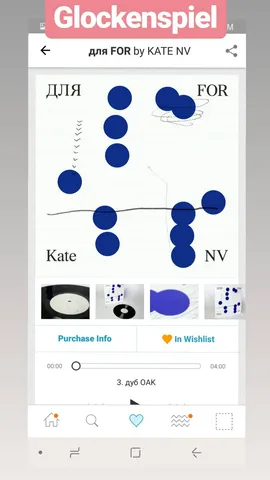 Glockenspiel
M
для FOR by KATE NV
ДЛЯ FOR
Kate NV
Purchase Info
In Wishlist
00:00 04:00
3. дуб OAK